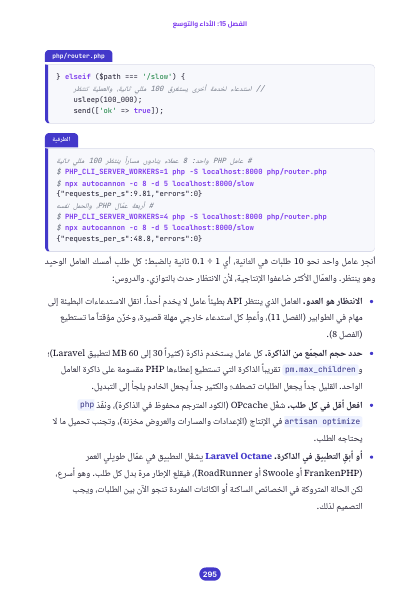 الفصل 15: الأداء والتوسع
php/router.php
} elseif ($path === '/slow') {
// استدعاء لخدمة أخرى يستغرق 100 مللي ثانية، والعملية تنتظر
usleep(100_000);
send(['ok' => true]);
الطرفية
# عامل PHP واحد: 8 عملاء ينادون مساراً ينتظر 100 مللي ثانية
$ PHP_CLI_SERVER_WORKERS=1 php -S localhost:8000 php/router.php
$ npx autocannon -c 8 -d 5 localhost:8000/slow
{"requests_per_s":9.81,"errors":0}
# أربعة عمّال PHP، والحمل نفسه
$ PHP_CLI_SERVER_WORKERS=4 php -S localhost:8000 php/router.php
$ npx autocannon -c 8 -d 5 localhost:8000/slow
{"requests_per_s":48.8,"errors":0}
أنجز عامل واحد نحو 10 طلبات في الثانية، أي 1 ÷ 0.1 ثانية بالضبط: كل طلب أمسك العامل الوحيد
وهو ينتظر. والعمّال الأكثر ضاعفوا الإنتاجية، لأن الانتظار حدث بالتوازي. والدروس:
• الانتظار هو العدو. العامل الذي ينتظر API بطيئاً عامل لا يخدم أحداً. انقل الاستدعاءات البطيئة إلى
مهام في الطوابير (الفصل 11)، وأعطِ كل استدعاء خارجي مهلة قصيرة، وخزّن مؤقتاً ما تستطيع
(الفصل 8).
• حدد حجم المجمّع من الذاكرة. كل عامل يستخدم ذاكرة (كثيراً 30 إلى 60 MB لتطبيق Laravel)؛
و pm.max_children تقريباً الذاكرة التي تستطيع إعطاءها PHP مقسومة على ذاكرة العامل
الواحد. القليل جداً يجعل الطلبات تصطف؛ والكثير جداً يجعل الخادم يلجأ إلى التبديل.
• افعل أقل في كل طلب. شغّل OPcache (الكود المترجم محفوظ في الذاكرة)، ونفّذ php
artisan optimize في الإنتاج (الإعدادات والمسارات والعروض مخزنة)، وتجنب تحميل ما لا
يحتاجه الطلب.
• أو أبقِ التطبيق في الذاكرة. Laravel Octane يشغّل التطبيق في عمّال طويلي العمر
(FrankenPHP أو Swoole أو RoadRunner)، فيقلع الإطار مرة بدل كل طلب. وهو أسرع،
لكن الحالة المتروكة في الخصائص الساكنة أو الكائنات المفردة تنجو الآن بين الطلبات، ويجب
التصميم لذلك.
295